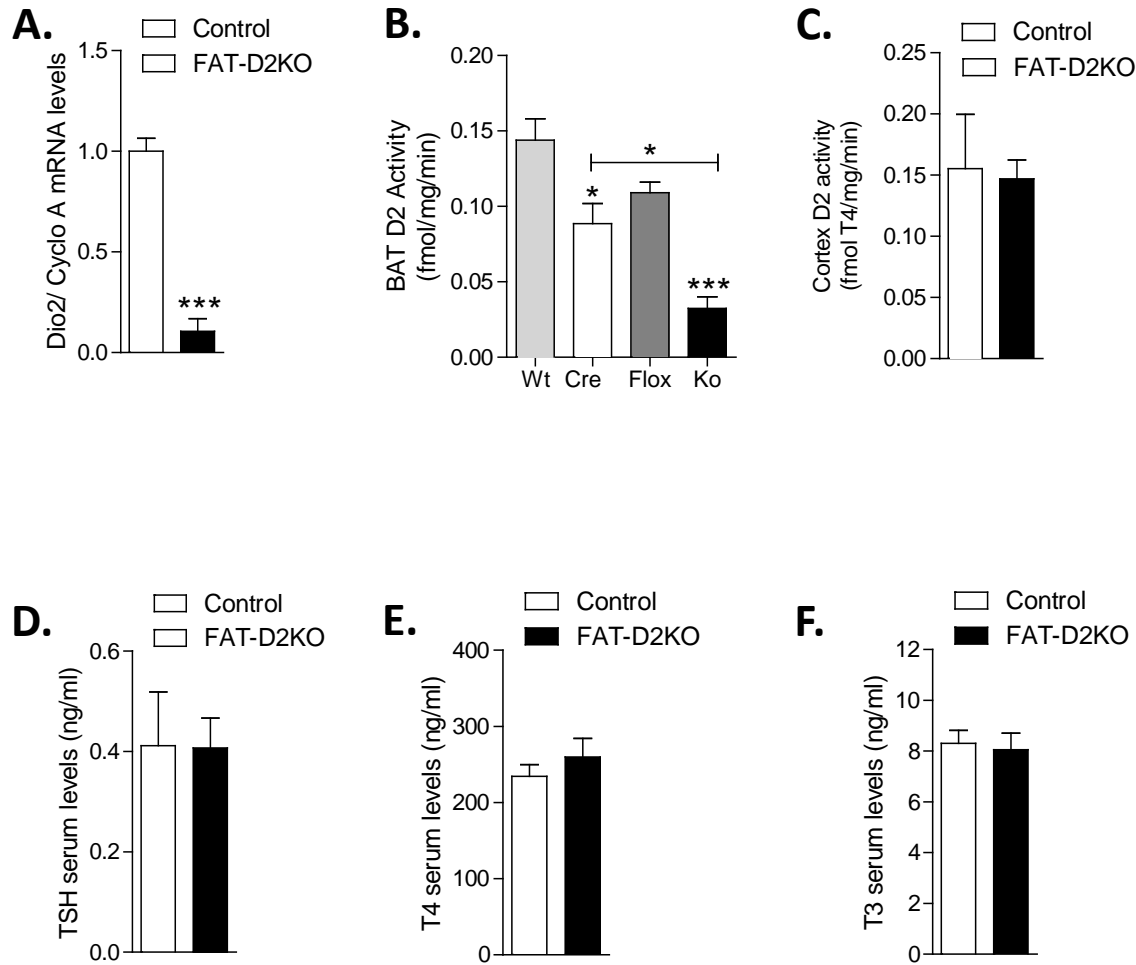 A.
Control
FAT-D2KO
Dio2/ Cyclo A mRNA levels
1.5
1.0
0.5
0.0
***
B.
BAT D2 Activity
(fmol/mg/min)
0.20
0.15
0.10
0.05
0.00
*
*
***
Wt Cre Flox Ko
C.
Control
FAT-D2KO
Cortex D2 activity
(fmol T4/mg/min)
0.25
0.20
0.15
0.10
0.05
0.00
D.
Control
FAT-D2KO
TSH serum levels (ng/ml)
0.6
0.4
0.2
0.0
E.
Control
FAT-D2KO
T4 serum levels (ng/ml)
400
300
200
100
0
F.
Control
FAT-D2KO
T3 serum levels (ng/ml)
12
10
8
6
4
2
0